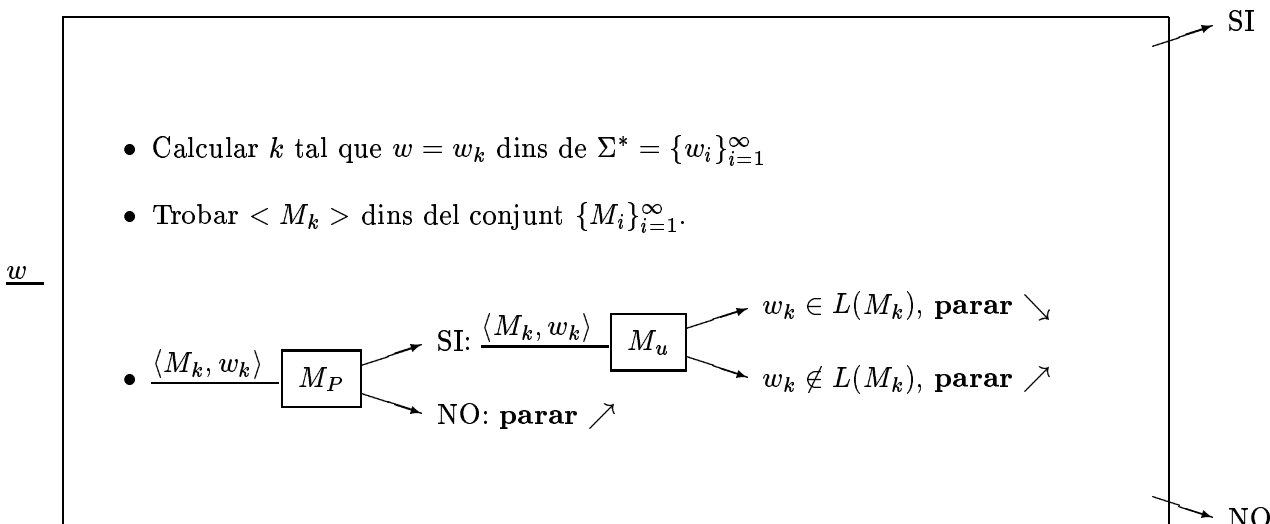 SI
• Calcular k tal que w = w_k dins de Σ* = {w_i}_{i=1}^∞
• Trobar < M_k > dins del conjunt {M_i}_{i=1}^∞.
w
w_k ∈ L(M_k), parar ↘
SI: ⟨M_k, w_k⟩ M_u
• ⟨M_k, w_k⟩ M_P
w_k ∉ L(M_k), parar ↗
NO: parar ↗
NO